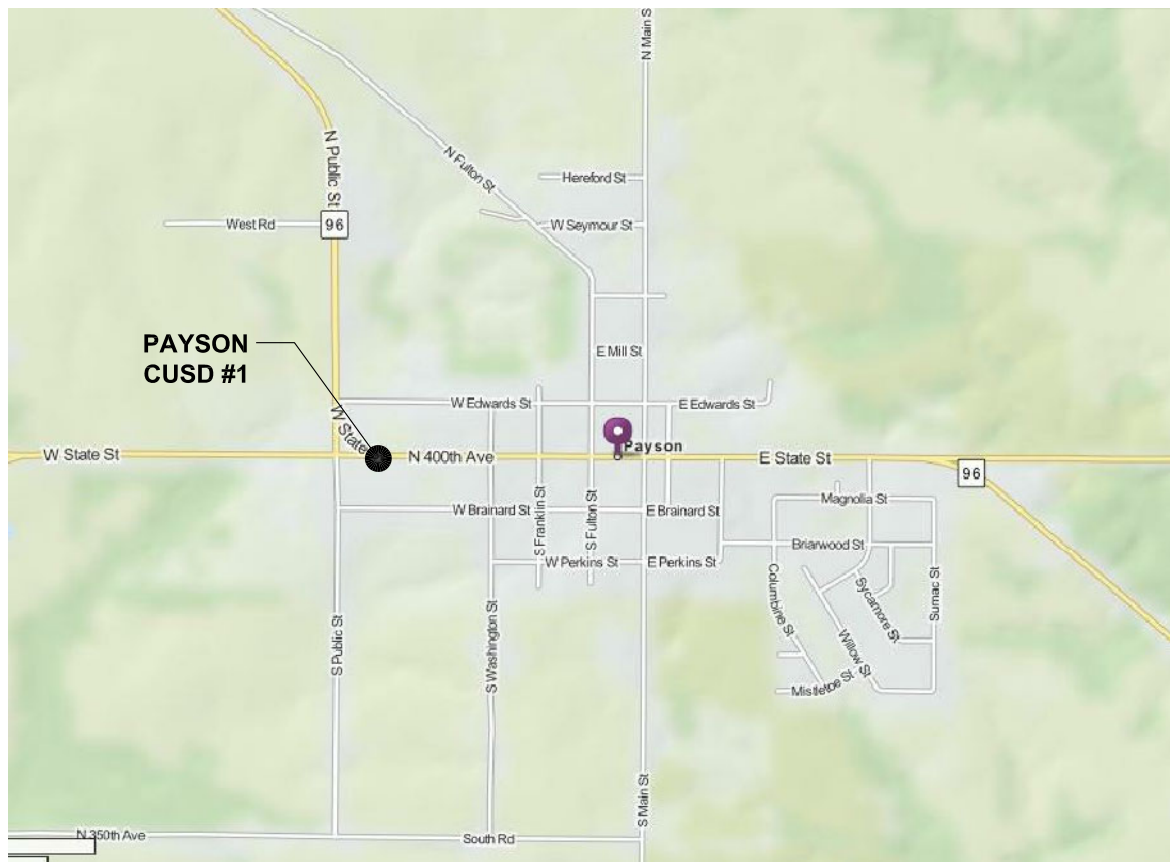 N Main S
N Public St
N Fulton St
Hereford St
West Rd
96
W Seymour St
PAYSON
CUSD #1
E Mill St
W Edwards St
E Edwards St
W State
Payson
W State St
N 400th Ave
E State St
96
Magnolia St
W Brainard St
E Brainard St
S Franklin St
S Fulton St
Briarwood St
W Perkins St
E Perkins St
Columbine St
Sycamore St
Sumac St
Willow St
S Public St
S Washington St
Mistletoe St
S Main St
N 350th Ave
South Rd